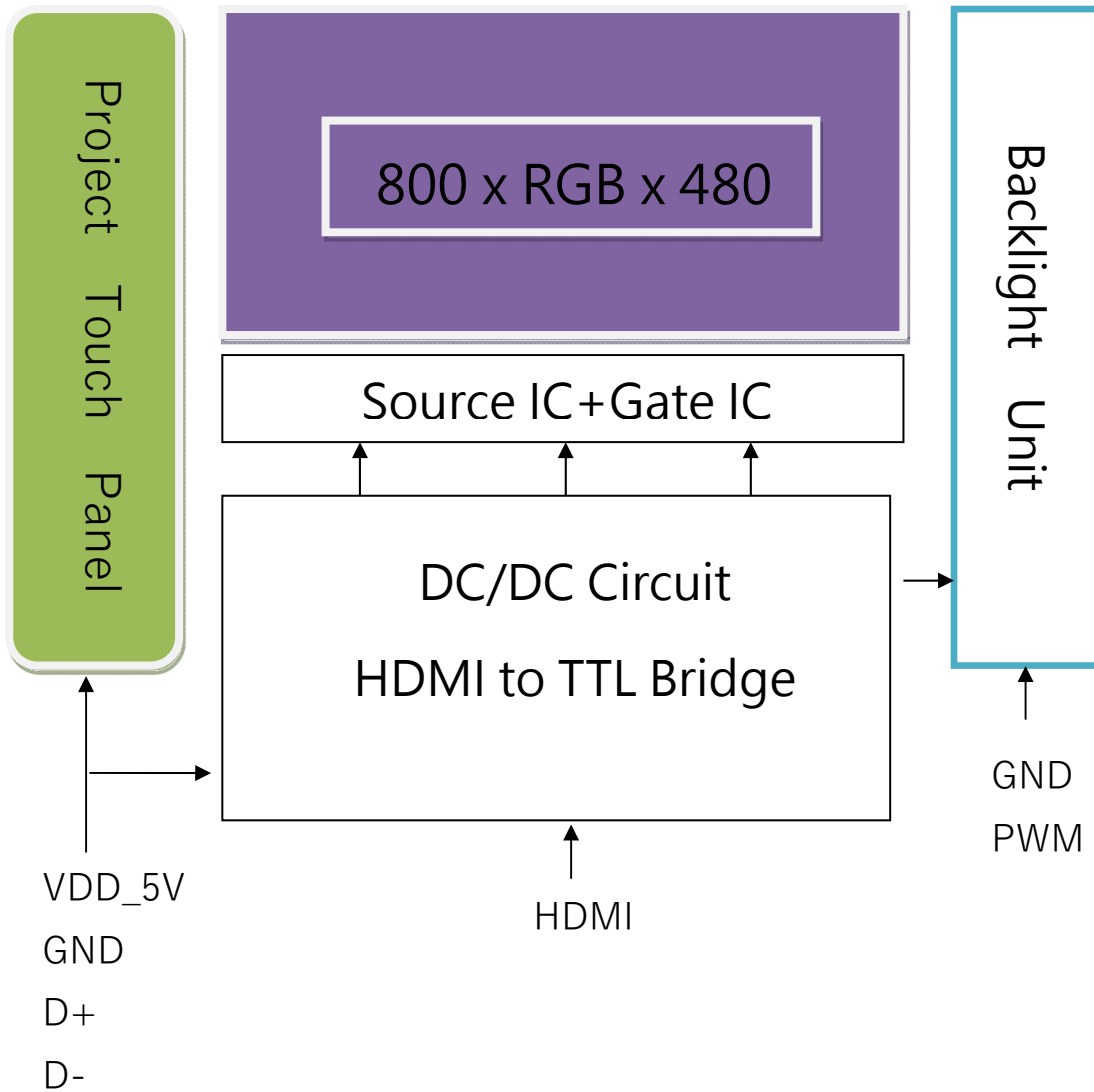 Project Touch Panel
800 x RGB x 480
Backlight Unit
Source IC+Gate IC
DC/DC Circuit
HDMI to TTL Bridge
VDD_5V
GND
D+
D-
HDMI
GND
PWM